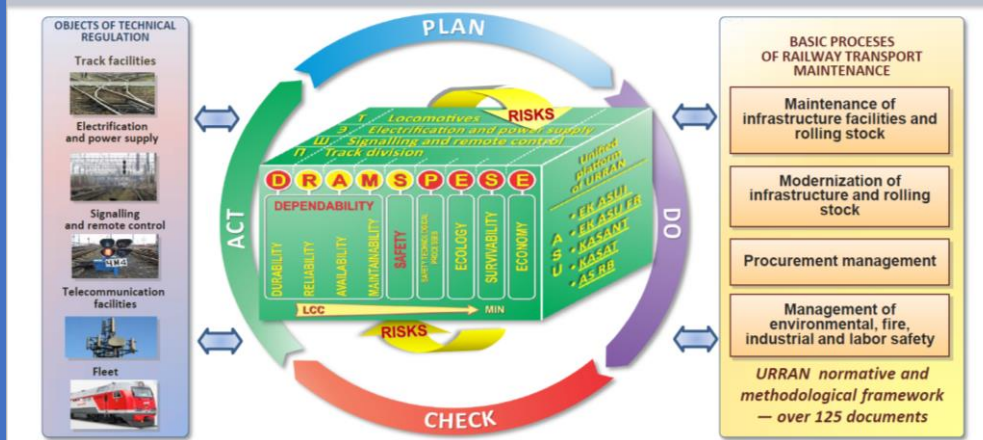 OBJECTS OF TECHNICAL
REGULATION
Track facilities
Electrification
and power supply
Signalling
and remote control
ЧМ4
Telecommunication
facilities
Fleet
PLAN
DO
CHECK
ACT
RISKS
Т Locomotives
Э Electrification and power supply
Ш Signalling and remote control
П Track division
D R A M S P E S E
DEPENDABILITY
DURABILITY
RELIABILITY
AVAILABILITY
MAINTAINABILITY
SAFETY
SAFETY TECHNOLOGICAL
PROCESSES
ECOLOGY
SURVIVABILITY
ECONOMY
LCC
MIN
Unified
platform
of URRAN
A
S
U
• EK ASUI
• EK ASU FR
• KASANT
• KASAT
• AS RB
RISKS
BASIC PROCESES
OF RAILWAY TRANSPORT
MAINTENANCE
Maintenance of
infrastructure facilities and
rolling stock
Modernization of
infrastructure and rolling
stock
Procurement management
Management of
environmental, fire,
industrial and labor safety
URRAN normative and
methodological framework
— over 125 documents